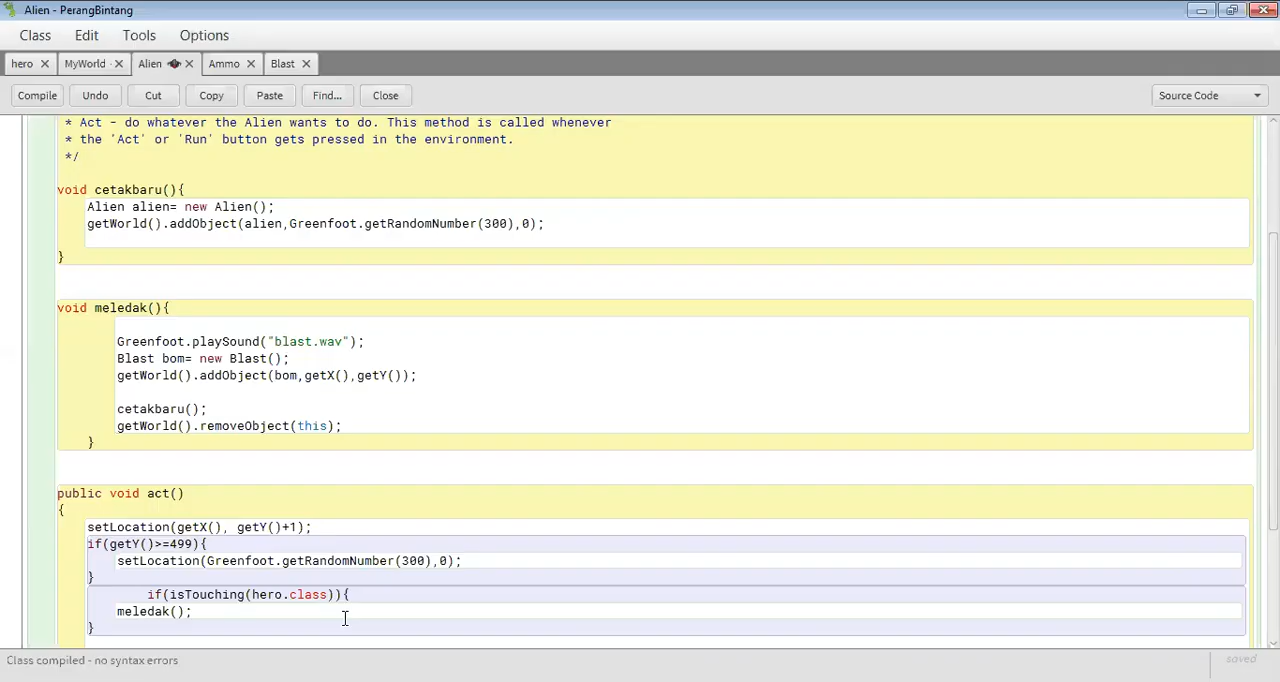 Alien - PerangBintang
Class Edit Tools Options
hero MyWorld Alien Ammo Blast
Compile Undo Cut Copy Paste Find... Close Source Code
* Act - do whatever the Alien wants to do. This method is called whenever
* the 'Act' or 'Run' button gets pressed in the environment.
*/
void cetakbaru(){
Alien alien= new Alien();
getWorld().addObject(alien,Greenfoot.getRandomNumber(300),0);
}
void meledak(){
Greenfoot.playSound("blast.wav");
Blast bom= new Blast();
getWorld().addObject(bom,getX(),getY());
cetakbaru();
getWorld().removeObject(this);
}
public void act()
{
setLocation(getX(), getY()+1);
if(getY()>=499){
setLocation(Greenfoot.getRandomNumber(300),0);
}
if(isTouching(hero.class)){
meledak();
}
Class compiled - no syntax errors
saved